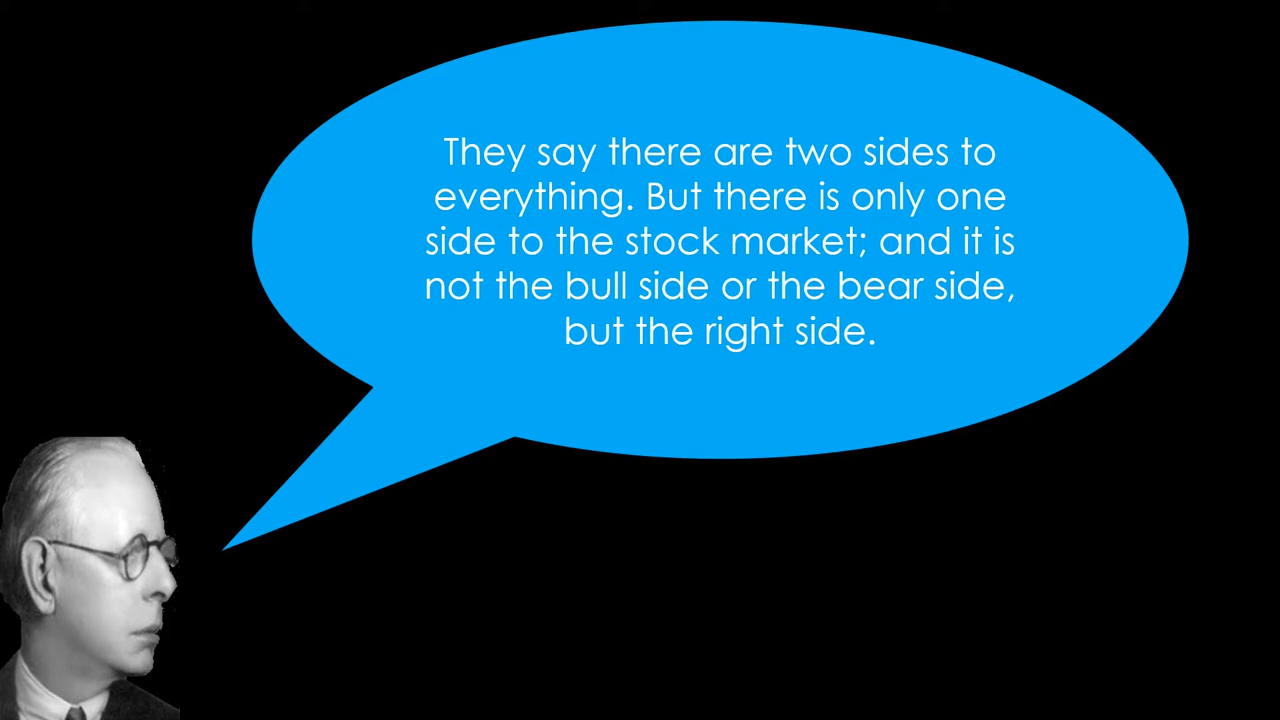 They say there are two sides to
everything. But there is only one
side to the stock market; and it is
not the bull side or the bear side,
but the right side.